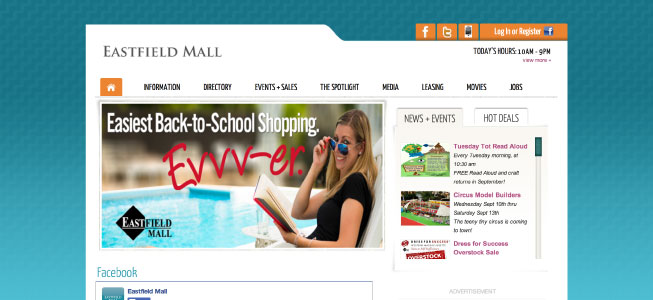 f
Log In or Register f
EASTFIELD MALL
TODAY'S HOURS: 10AM - 9PM
view more »
INFORMATION DIRECTORY EVENTS + SALES THE SPOTLIGHT MEDIA LEASING MOVIES JOBS
Easiest Back-to-School Shopping.
Evvv-er.
EASTFIELD
MALL
NEWS + EVENTS HOT DEALS
Tuesday Tot Read Aloud
Every Tuesday morning, at
10:30 am
FREE Read Aloud and craft
returns in September!
Circus Model Builders
Wednesday Sept 10th thru
Saturday Sept 13th
The teeny tiny circus is coming
to town!
DRESS FOR SUCCESS
OVERSTOCK
Dress for Success
Overstock Sale
Facebook
Eastfield Mall
ADVERTISEMENT